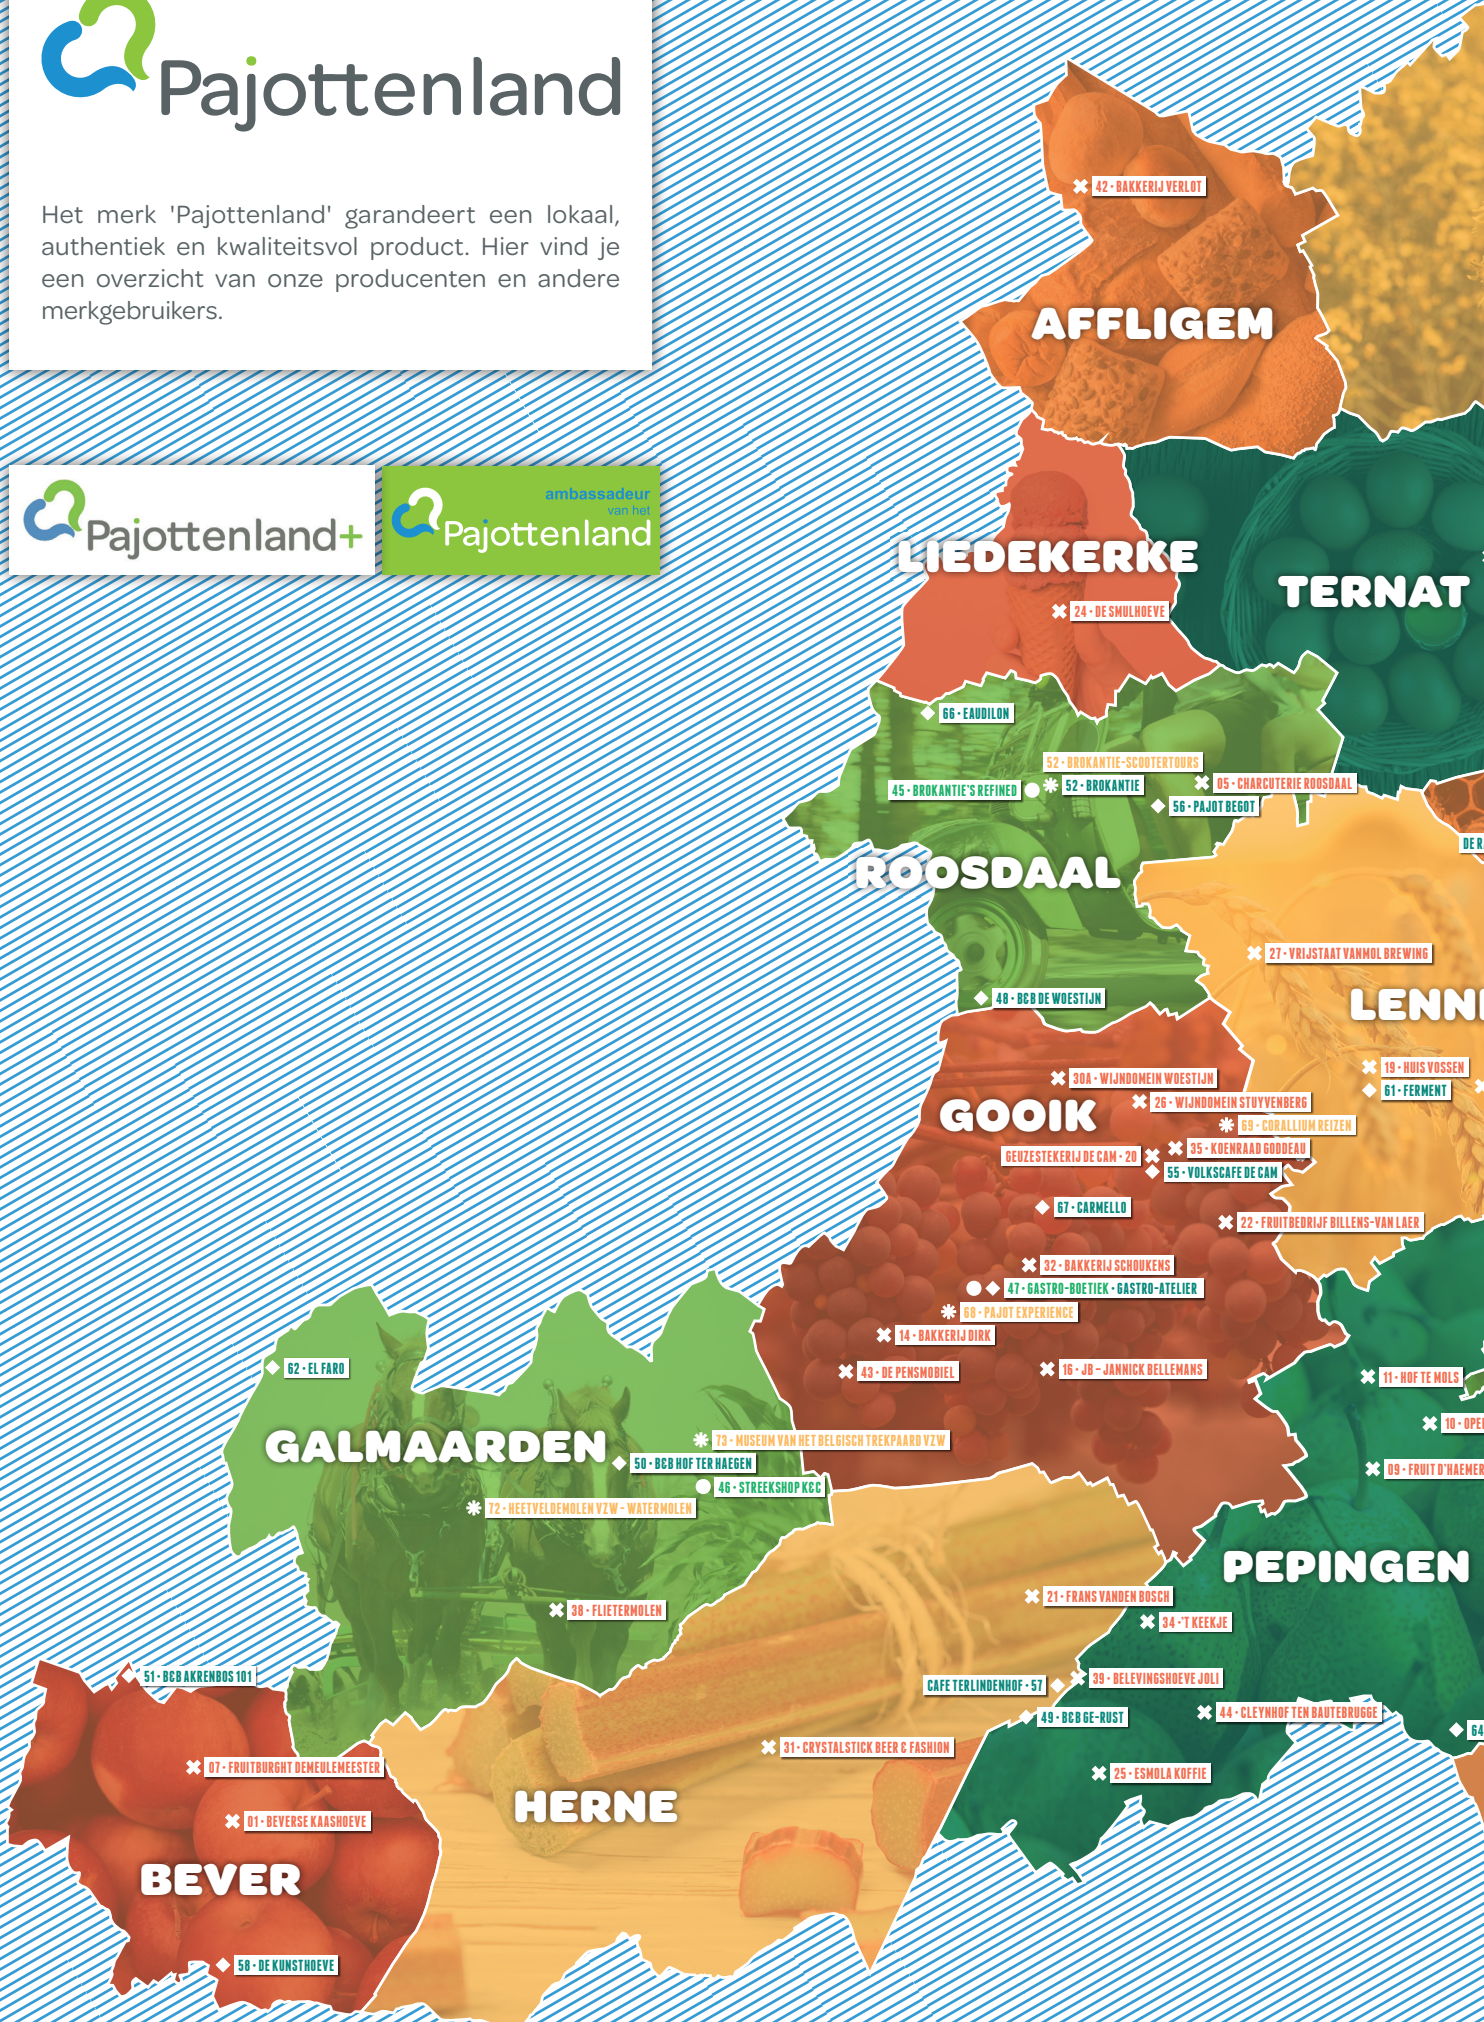 Pajottenland
Het merk 'Pajottenland' garandeert een lokaal,
authentiek en kwaliteitsvol product. Hier vind je
een overzicht van onze producenten en andere
merkgebruikers.
Pajottenland+
ambassadeur
van het
Pajottenland
42 • BAKKERIJ VERLOT
AFFLIGEM
LIEDEKERKE
TERNAT
24 • DE SMULHOEVE
66 • EAUDILON
52 • BROKANTIE-SCOOTERTOURS
45 • BROKANTIE'S REFINED
52 • BROKANTIE
05 • CHARCUTERIE ROOSDAAL
56 • PAJOT BEGOT
DE R
ROOSDAAL
27 • VRIJSTAAT VANMOL BREWING
48 • B&B DE WOESTIJN
LENN
19 • HUIS VOSSEN
30A • WIJNDOMEIN WOESTIJN
61 • FERMENT
26 • WIJNDOMEIN STUYVENBERG
GOOIK
69 • CORALLIUM REIZEN
35 • KOENRAAD GODDEAU
GEUZESTEKERIJ DE CAM • 20
55 • VOLKSCAFE DE CAM
67 • CARMELLO
22 • FRUITBEDRIJF BILLENS-VAN LAER
32 • BAKKERIJ SCHOUKENS
47 • GASTRO-BOETIEK • GASTRO-ATELIER
68 • PAJOT EXPERIENCE
14 • BAKKERIJ DIRK
43 • DE PENSMOBIEL
16 • JB – JANNICK BELLEMANS
62 • EL FARO
11 • HOF TE MOLS
10 • OPE
GALMAARDEN
73 • MUSEUM VAN HET BELGISCH TREKPAARD VZW
50 • B&B HOF TER HAEGEN
09 • FRUIT D'HAEMER
46 • STREEKSHOP K&C
72 • HEETVELDEMOLEN VZW – WATERMOLEN
PEPINGEN
21 • FRANS VANDEN BOSCH
38 • FLIETERMOLEN
34 •'T KEEKJE
51 • B&B AKRENBOS 101
39 • BELEVINGSHOEVE JOLI
CAFE TERLINDENHOF • 57
44 • CLEYNHOF TEN BAUTEBRUGGE
49 • B&B GE-RUST
64
31 • CRYSTALSTICK BEER & FASHION
07 • FRUITBURGHT DEMEULEMEESTER
25 • ESMOLA KOFFIE
HERNE
01 • BEVERSE KAASHOEVE
BEVER
58 • DE KUNSTHOEVE